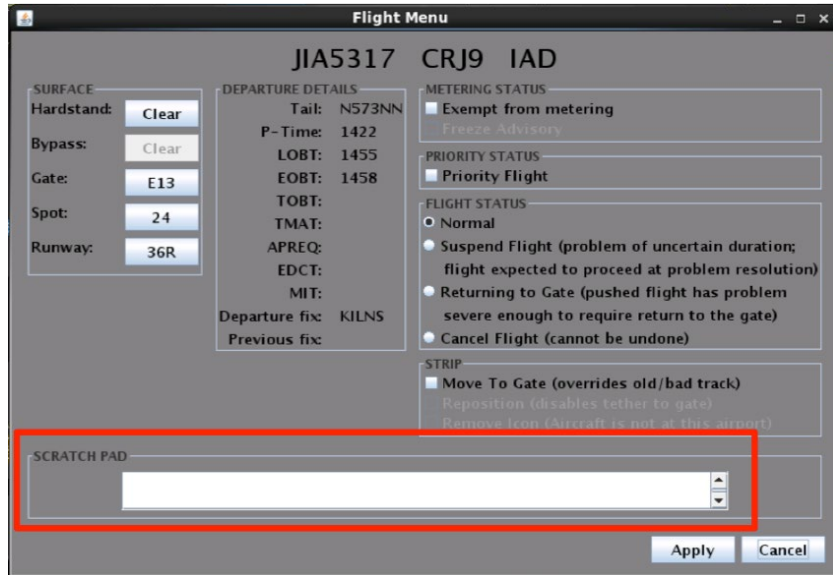 Flight Menu
JIA5317 CRJ9 IAD
SURFACE
Hardstand: Clear
Bypass: Clear
Gate: E13
Spot: 24
Runway: 36R
DEPARTURE DETAILS
Tail: N573NN
P-Time: 1422
LOBT: 1455
EOBT: 1458
TOBT:
TMAT:
APREQ:
EDCT:
MIT:
Departure fix: KILNS
Previous fix:
METERING STATUS
Exempt from metering
Freeze Advisory
PRIORITY STATUS
Priority Flight
FLIGHT STATUS
Normal
Suspend Flight (problem of uncertain duration;
flight expected to proceed at problem resolution)
Returning to Gate (pushed flight has problem
severe enough to require return to the gate)
Cancel Flight (cannot be undone)
STRIP
Move To Gate (overrides old/bad track)
Reposition (disables tether to gate)
Remove Icon (Aircraft is not at this airport)
SCRATCH PAD
Apply Cancel